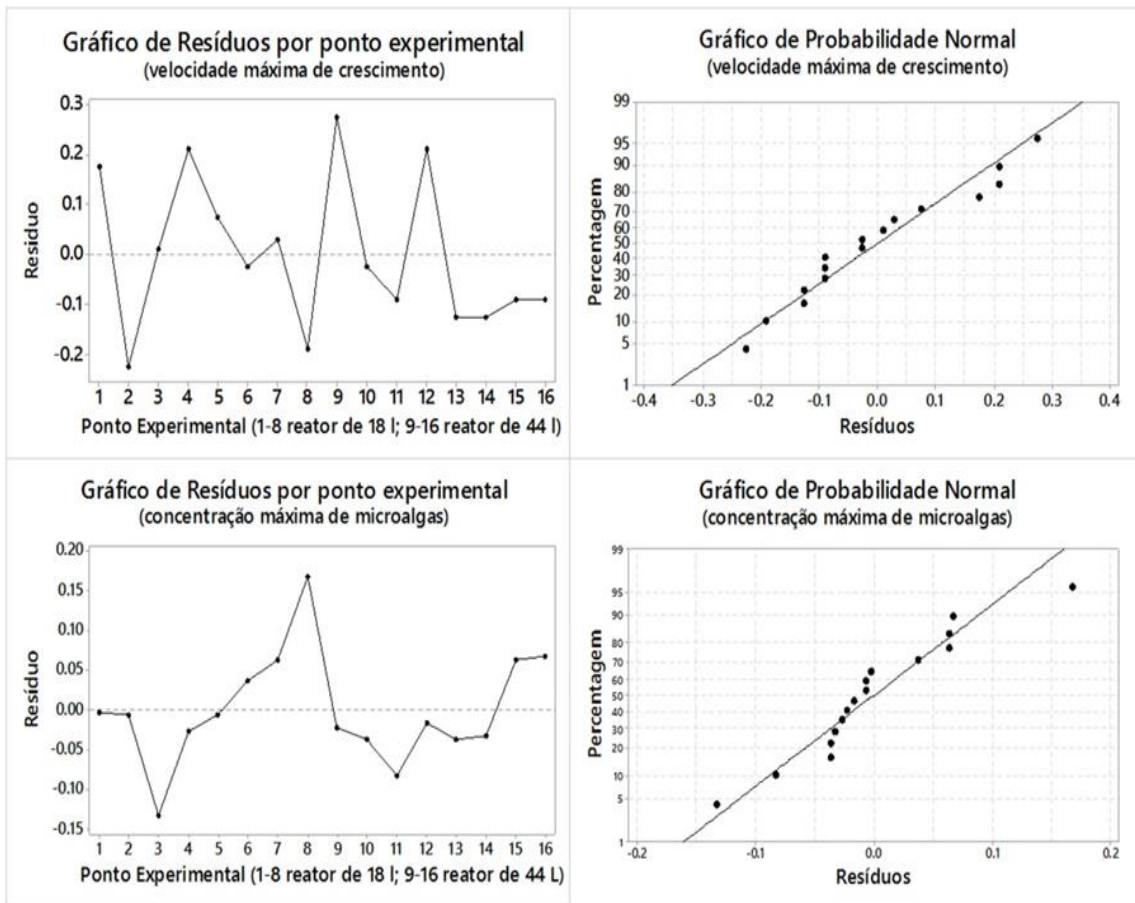 Gráfico de Resíduos por ponto experimental
(velocidade máxima de crescimento)
0.3
0.2
0.1
0.0
-0.1
-0.2
Resíduo
1 2 3 4 5 6 7 8 9 10 11 12 13 14 15 16
Ponto Experimental (1-8 reator de 18 l; 9-16 reator de 44 l)
Gráfico de Probabilidade Normal
(velocidade máxima de crescimento)
99
95
90
80
70
60
50
40
30
20
10
5
1
Percentagem
-0.4 -0.3 -0.2 -0.1 0.0 0.1 0.2 0.3 0.4
Resíduos
Gráfico de Resíduos por ponto experimental
(concentração máxima de microalgas)
0.20
0.15
0.10
0.05
0.00
-0.05
-0.10
-0.15
Resíduo
1 2 3 4 5 6 7 8 9 10 11 12 13 14 15 16
Ponto Experimental (1-8 reator de 18 l; 9-16 reator de 44 L)
Gráfico de Probabilidade Normal
(concentração máxima de microalgas)
99
95
90
80
70
60
50
40
30
20
10
5
1
Percentagem
-0.2 -0.1 0.0 0.1 0.2
Resíduos